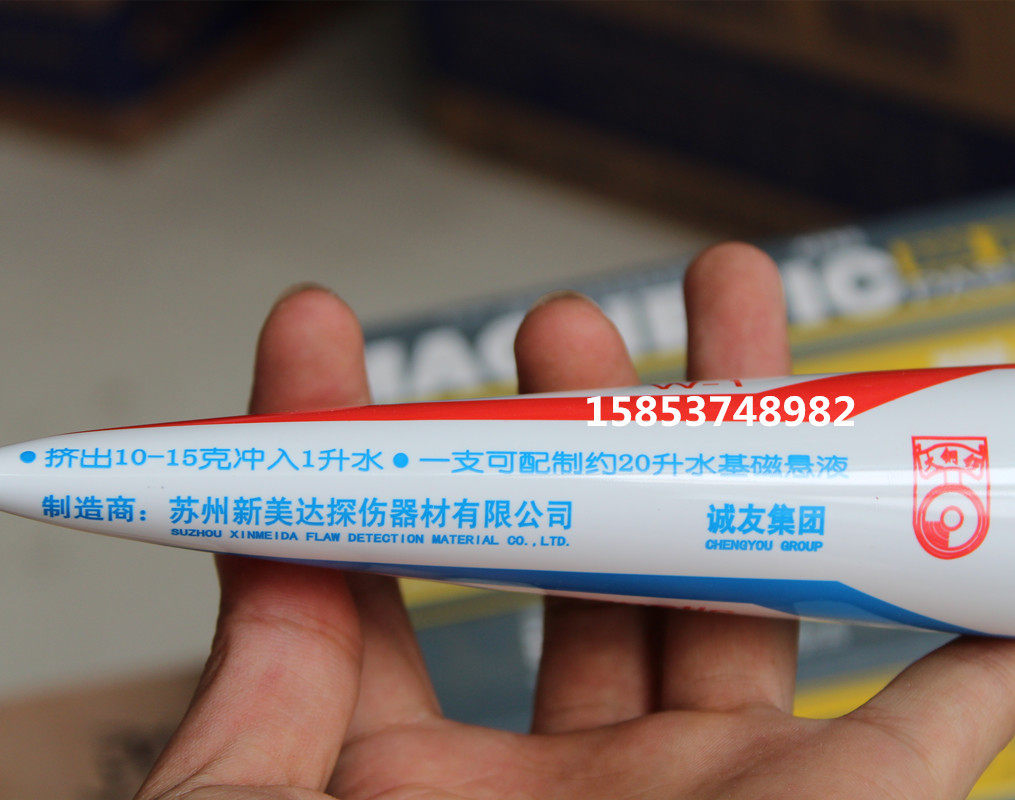 15853748982
●挤出10-15克冲入1升水●一支可配制约20升水基磁悬液
制造商：苏州新美达探伤器材有限公司
SUZHOU XINMEIDA FLAW DETECTION MATERIAL CO.,LTD.
诚友集团
CHENGYOU GROUP